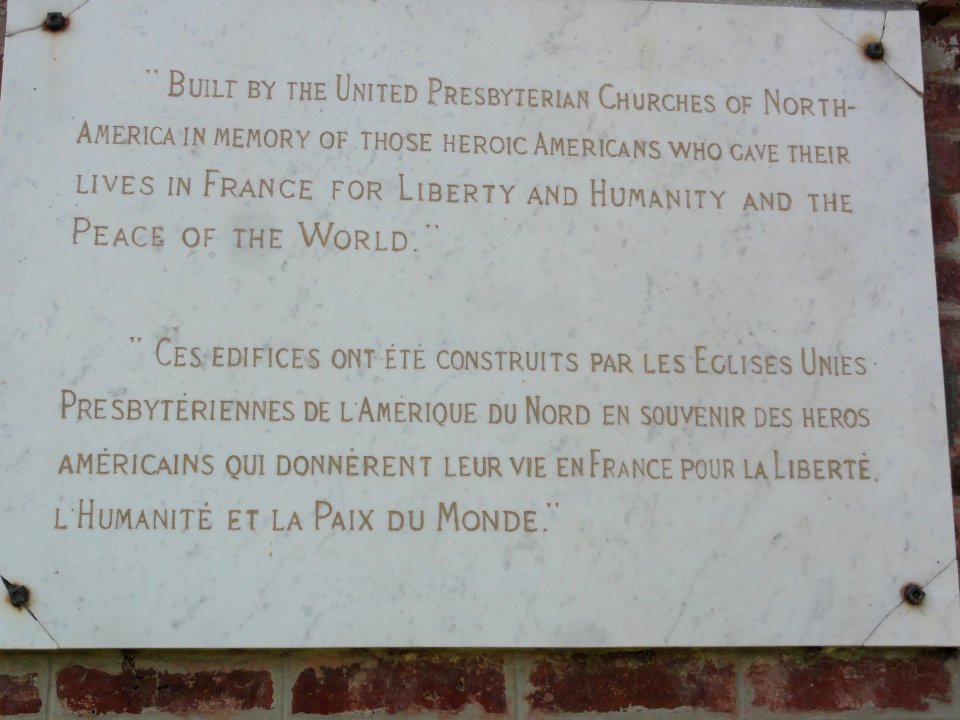 "Built by the United Presbyterian Churches of North-
America in memory of those heroic Americans who gave their
lives in France for Liberty and Humanity and the
Peace of the World."
"Ces edifices ont été construits par les Eglises Unies
Presbytériennes de l'Amérique du Nord en souvenir des heros
américains qui donnérent leur vie en France pour la Liberté,
l'Humanité et la Paix du Monde."